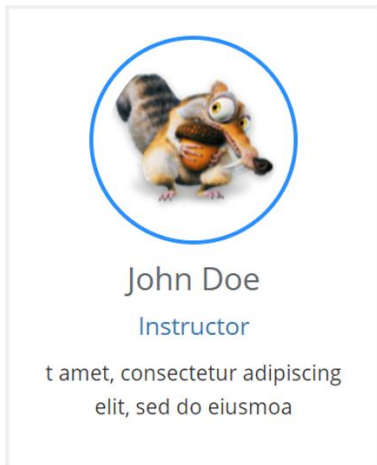 John Doe
Instructor
t amet, consectetur adipiscing
elit, sed do eiusmoa